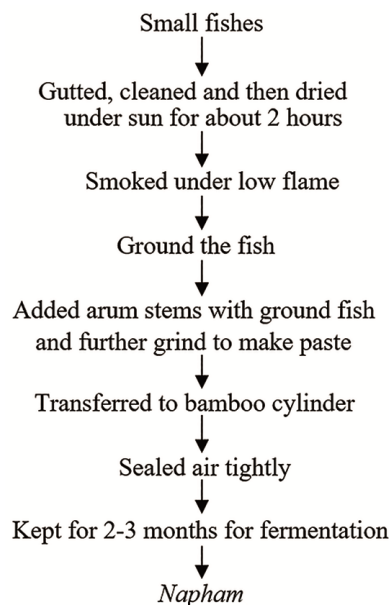 Small fishes
Gutted, cleaned and then dried
under sun for about 2 hours
Smoked under low flame
Ground the fish
Added arum stems with ground fish
and further grind to make paste
Transferred to bamboo cylinder
Sealed air tightly
Kept for 2-3 months for fermentation
Napham